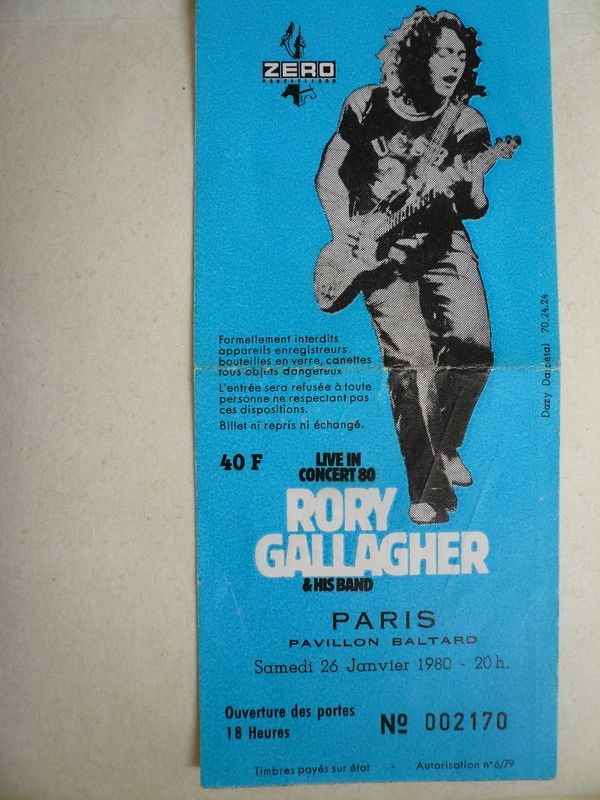 ZERO
PRODUCTIONS
UCSB
Formellement interdits
appareils enregistreurs
bouteilles en verre, canettes
tous objets dangereux
L'entrée sera refusée à toute
personne ne respectant pas
ces dispositions.
Billet ni repris ni échangé.
40 F
LIVE IN
CONCERT 80
RORY
GALLAGHER
& HIS BAND
PARIS
PAVILLON BALTARD
Samedi 26 Janvier 1980 - 20 h.
Ouverture des portes
18 Heures
Nº 002170
Timbres payés sur état - Autorisation n° 6/79
Dazy Darnétal 70.24.24